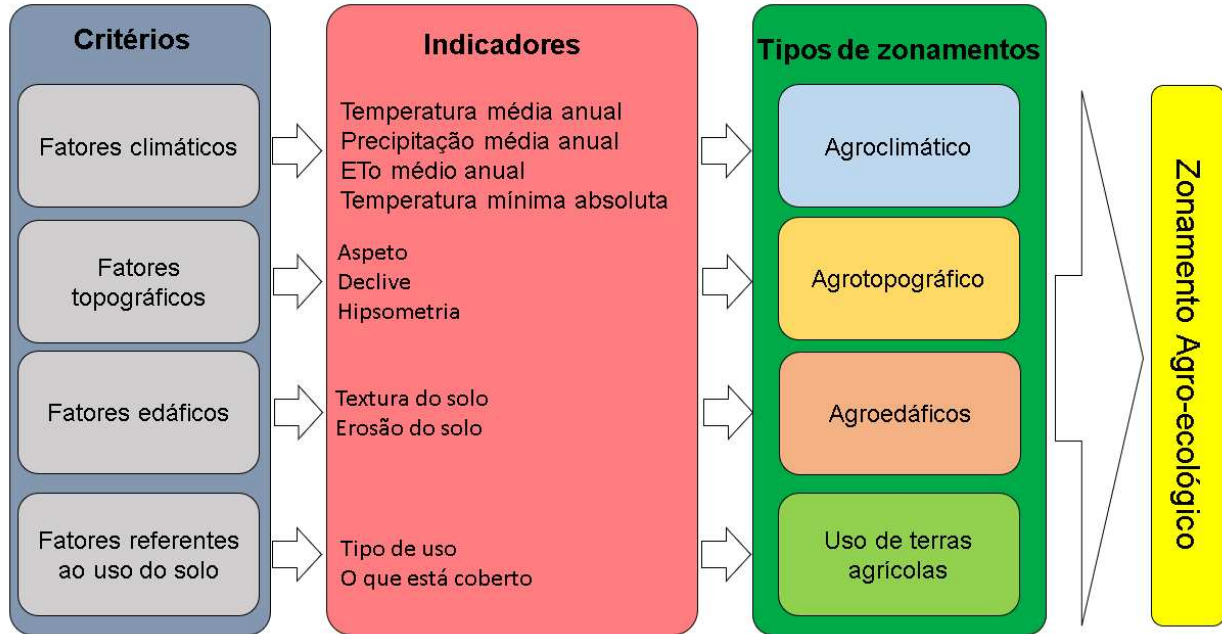 Critérios
Indicadores
Tipos de zonamentos
Fatores climáticos
Temperatura média anual
Precipitação média anual
ETo médio anual
Temperatura mínima absoluta
Agroclimático
Fatores
topográficos
Aspeto
Declive
Hipsometria
Agrotopográfico
Fatores edáficos
Textura do solo
Erosão do solo
Agroedáficos
Fatores referentes
ao uso do solo
Tipo de uso
O que está coberto
Uso de terras
agrícolas
Zonamento Agro-ecológico